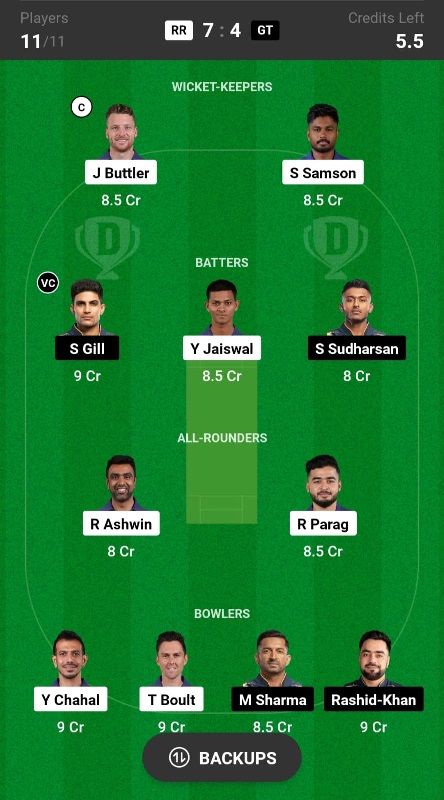 Players
Credits Left
11/11
RR 7 : 4 GT
5.5
WICKET-KEEPERS
C
J Buttler
S Samson
8.5 Cr
8.5 Cr
D
D
BATTERS
VC
S Gill
Y Jaiswal
S Sudharsan
9 Cr
8.5 Cr
8 Cr
ALL-ROUNDERS
R Ashwin
R Parag
8 Cr
8.5 Cr
BOWLERS
Y Chahal
T Boult
M Sharma
Rashid-Khan
9 Cr
9 Cr
8.5 Cr
9 Cr
BACKUPS